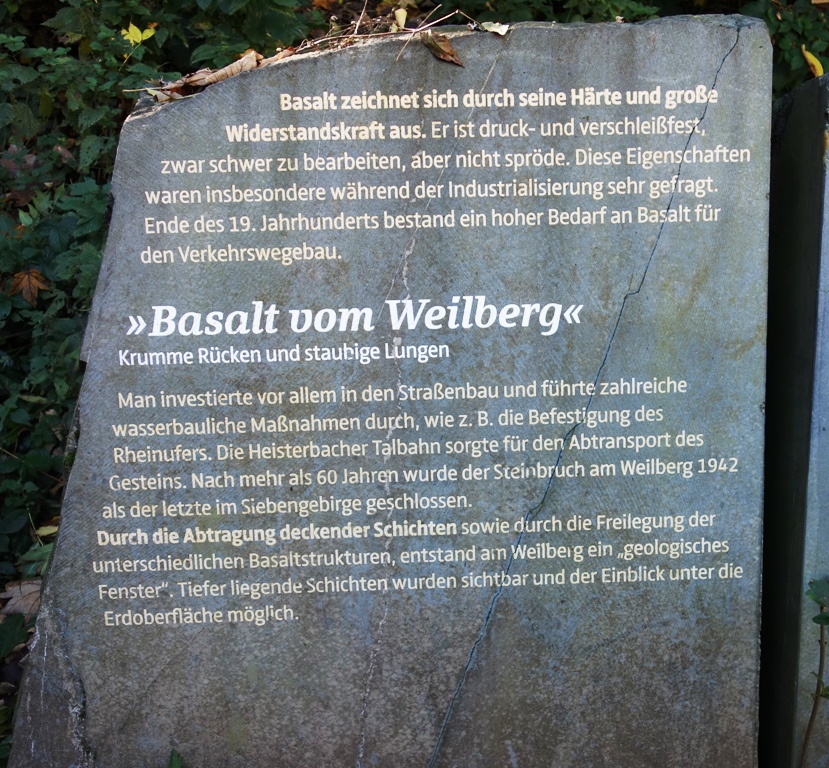 Basalt zeichnet sich durch seine Härte und große
Widerstandskraft aus. Er ist druck- und verschleißfest,
zwar schwer zu bearbeiten, aber nicht spröde. Diese Eigenschaften
waren insbesondere während der Industrialisierung sehr gefragt.
Ende des 19. Jahrhunderts bestand ein hoher Bedarf an Basalt für
den Verkehrswegebau.
»Basalt vom Weilberg«
Krumme Rücken und staubige Lungen
Man investierte vor allem in den Straßenbau und führte zahlreiche
wasserbauliche Maßnahmen durch, wie z. B. die Befestigung des
Rheinufers. Die Heisterbacher Talbahn sorgte für den Abtransport des
Gesteins. Nach mehr als 60 Jahren wurde der Steinbruch am Weilberg 1942
als der letzte im Siebengebirge geschlossen.
Durch die Abtragung deckender Schichten sowie durch die Freilegung der
unterschiedlichen Basaltstrukturen, entstand am Weilberg ein „geologisches
Fenster“. Tiefer liegende Schichten wurden sichtbar und der Einblick unter die
Erdoberfläche möglich.